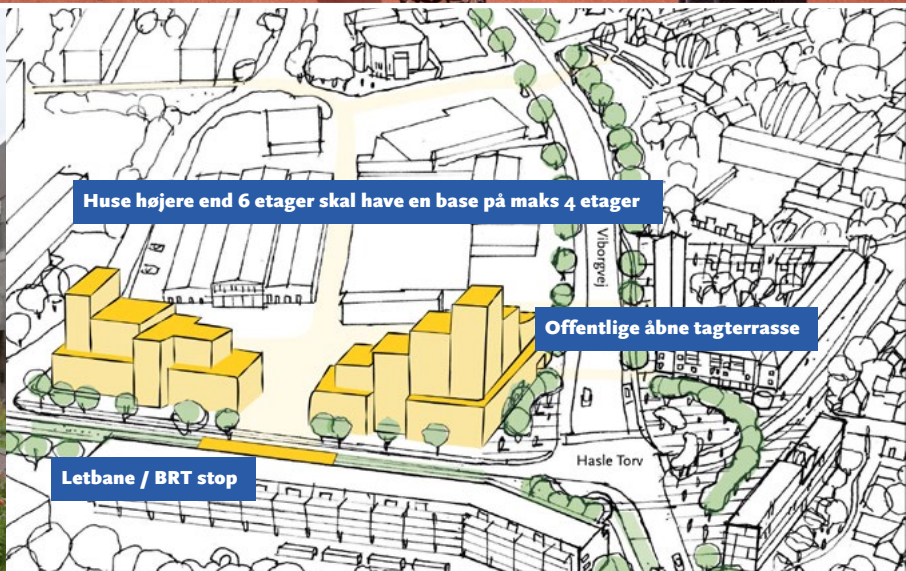 Huse højere end 6 etager skal have en base på maks 4 etager
Viborgvej
Offentlige åbne tagterrasse
Hasle Torv
Letbane / BRT stop